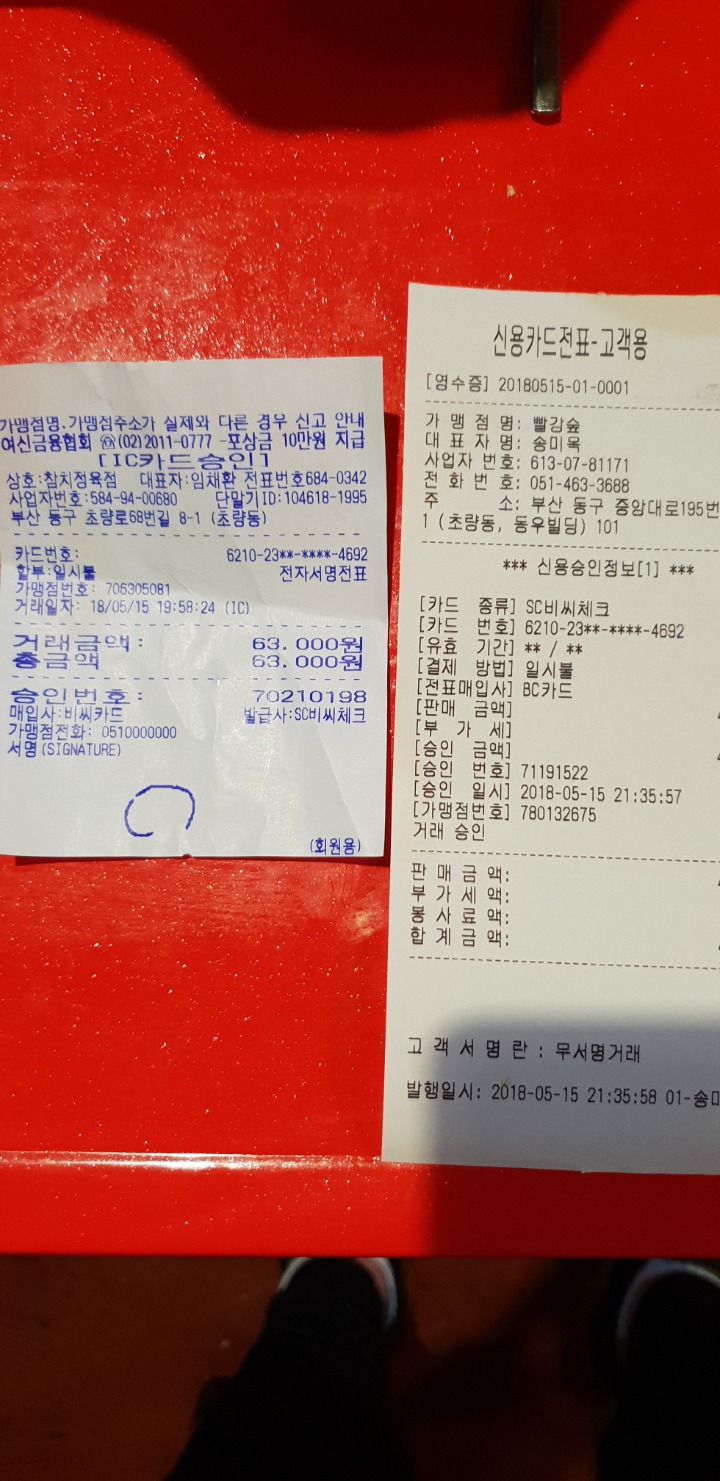 가맹점명.가맹점주소가 실제와 다른 경우 신고 안내
여신금융협회 ☎(02)2011-0777 -포상금 10만원 지급
[IC카드승인]
상호:참치정육점 대표자:임채환 전표번호684-0342
사업자번호:584-94-00680 단말기ID:104618-1995
부산 동구 초량로68번길 8-1 (초량동)
카드번호: 6210-23**-****-4692
할부:일시불 전자서명전표
가맹점번호: 706305081
거래일자: 18/05/15 19:58:24 (IC)
거래금액: 63.000원
총금액 63.000원
승인번호: 70210198
매입사:비씨카드 발급사:SC비씨체크
가맹점전화: 0510000000
서명(SIGNATURE)
(회원용)
신용카드전표-고객용
[영수증] 20180515-01-0001
가 맹 점 명: 빨강숲
대 표 자 명: 송미옥
사업자 번호: 613-07-81171
전 화 번 호: 051-463-3688
주 소: 부산 동구 중앙대로195번
1 (초량동, 동우빌딩) 101
*** 신용승인정보[1] ***
[카드 종류] SC비씨체크
[카드 번호] 6210-23**-****-4692
[유효 기간] ** / **
[결제 방법] 일시불
[전표매입사] BC카드
[판매 금액]
[부 가 세]
[승인 금액]
[승인 번호] 71191522
[승인 일시] 2018-05-15 21:35:57
[가맹점번호] 780132675
거래 승인
판 매 금 액:
부 가 세 액:
봉 사 료 액:
합 계 금 액:
고 객 서 명 란 : 무서명거래
발행일시: 2018-05-15 21:35:58 01-송미